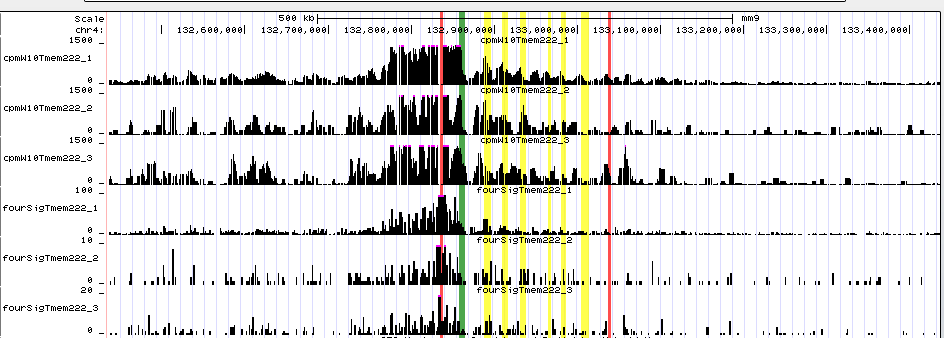 Scale 500 kb mm9
chr4: 132,600,000 132,700,000 132,800,000 132,900,000 133,000,000 133,100,000 133,200,000 133,300,000 133,400,000
cpmW10Tmem222_1
1500
cpmW10Tmem222_1
0
cpmW10Tmem222_2
1500
cpmW10Tmem222_2
0
cpmW10Tmem222_3
1500
cpmW10Tmem222_3
0
fourSigTmem222_1
100
fourSigTmem222_1
0
fourSigTmem222_2
10
fourSigTmem222_2
0
fourSigTmem222_3
20
fourSigTmem222_3
0